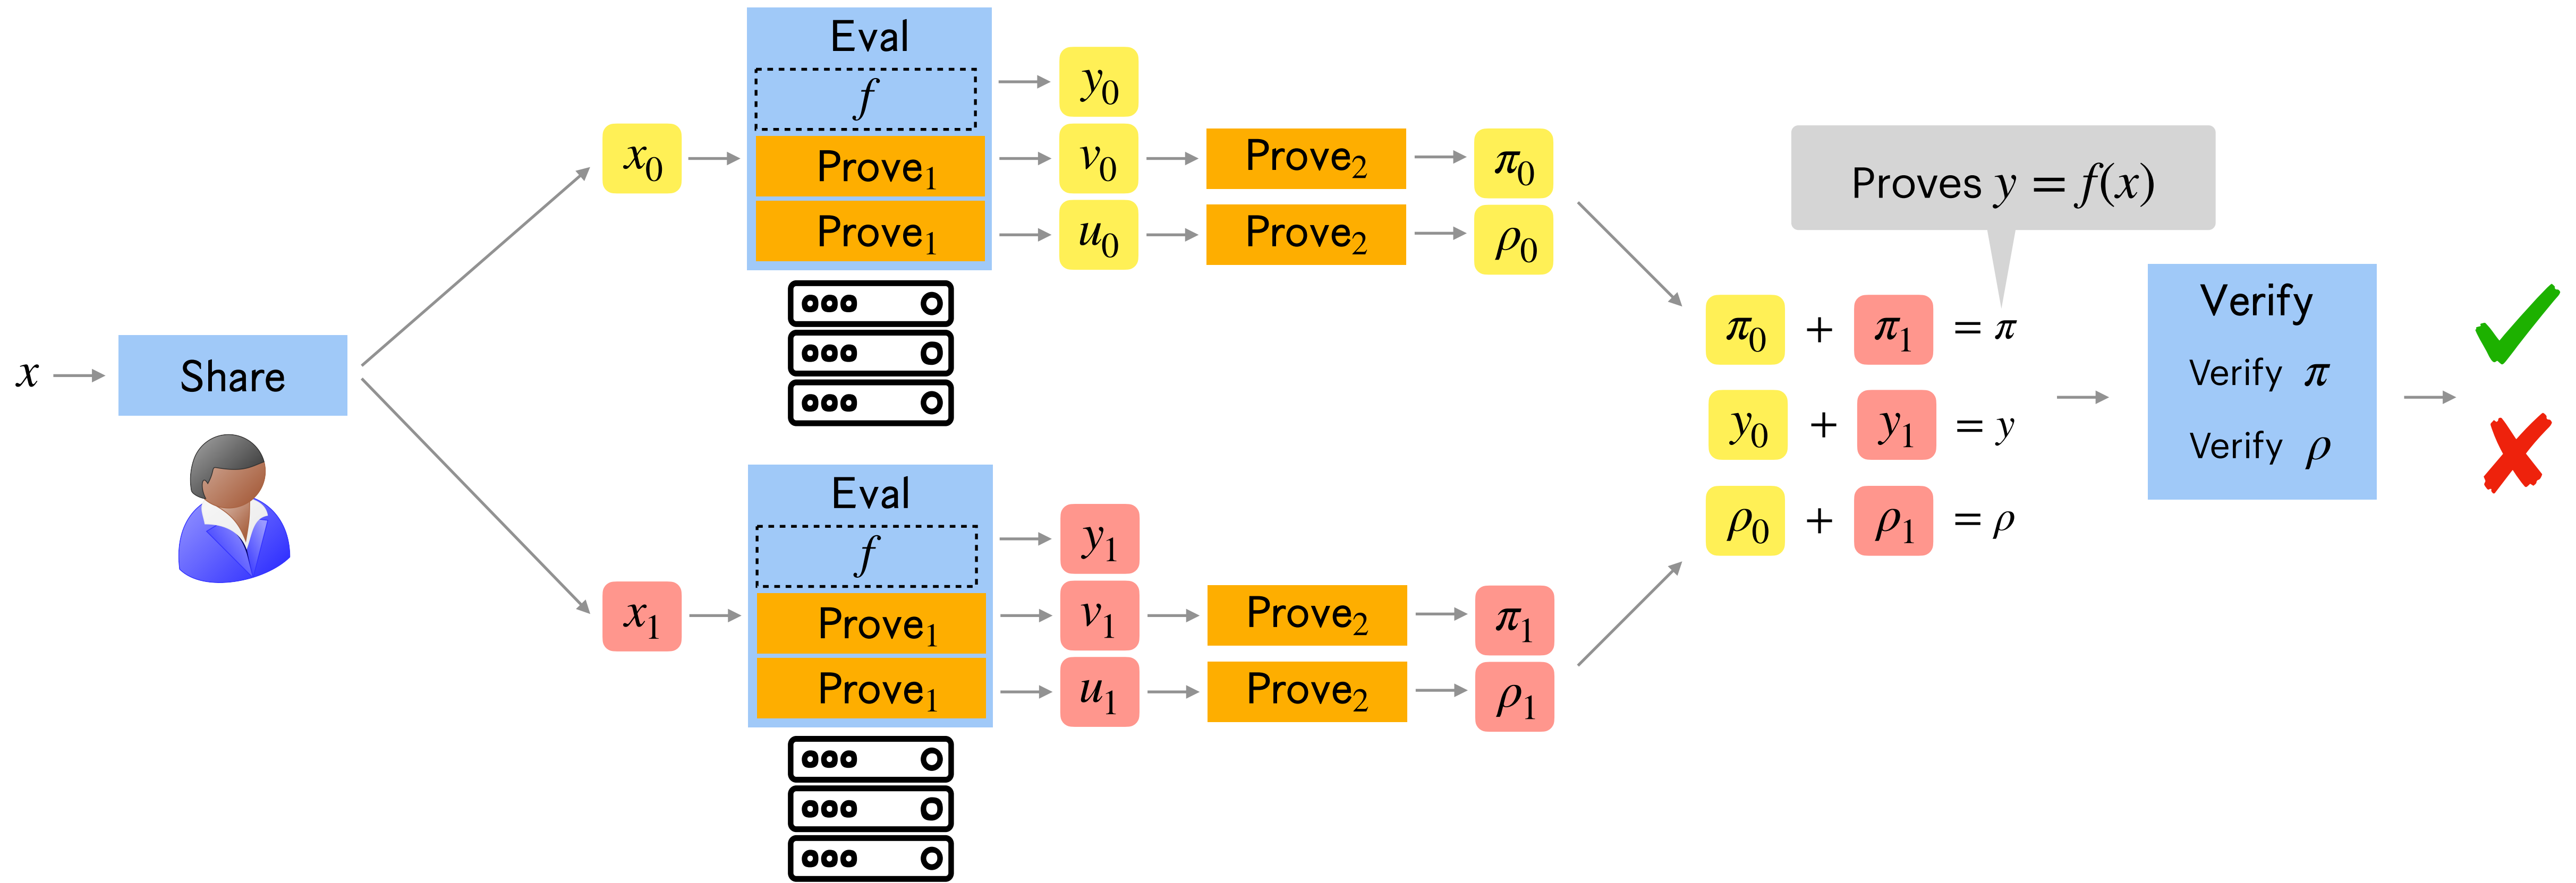 x
Share
x₀
Eval
f
Prove₁
Prove₁
y₀
v₀
u₀
Prove₂
Prove₂
π₀
ρ₀
x₁
Eval
f
Prove₁
Prove₁
y₁
v₁
u₁
Prove₂
Prove₂
π₁
ρ₁
Proves y = f(x)
π₀ + π₁ = π
y₀ + y₁ = y
ρ₀ + ρ₁ = ρ
Verify
Verify π
Verify ρ